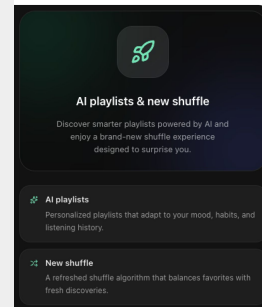 AI playlists & new shuffle
Discover smarter playlists powered by AI and
enjoy a brand-new shuffle experience
designed to surprise you.
AI playlists
Personalized playlists that adapt to your mood, habits, and
listening history.
New shuffle
A refreshed shuffle algorithm that balances favorites with
fresh discoveries.